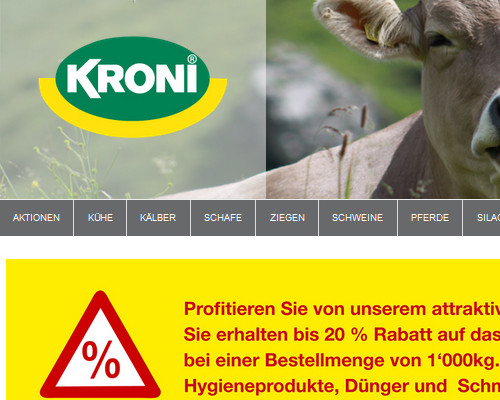 KRONI®
AKTIONEN KÜHE KÄLBER SCHAFE ZIEGEN SCHWEINE PFERDE SILAG
%
Profitieren Sie von unserem attraktiv
Sie erhalten bis 20 % Rabatt auf das
bei einer Bestellmenge von 1‘000kg.
Hygieneprodukte, Dünger und Schm